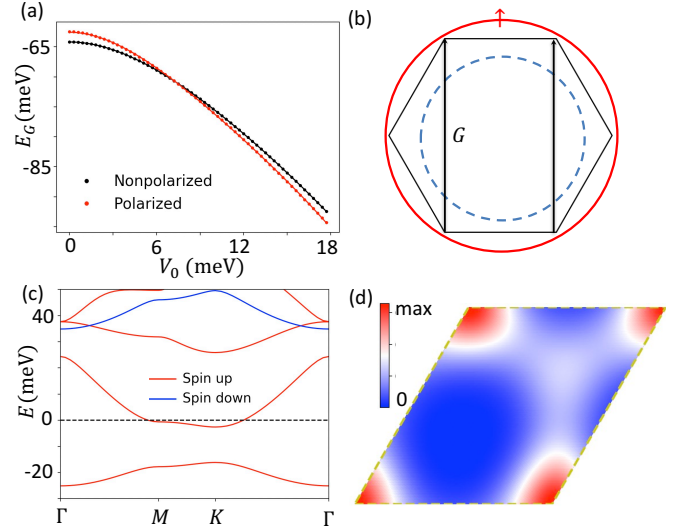 (a)
-65
-85
E_G (meV)
Nonpolarized
Polarized
0
6
12
18
V_0 (meV)
(b)
G
(c)
40
20
0
-20
E (meV)
Spin up
Spin down
Γ
M
K
Γ
(d)
max
0